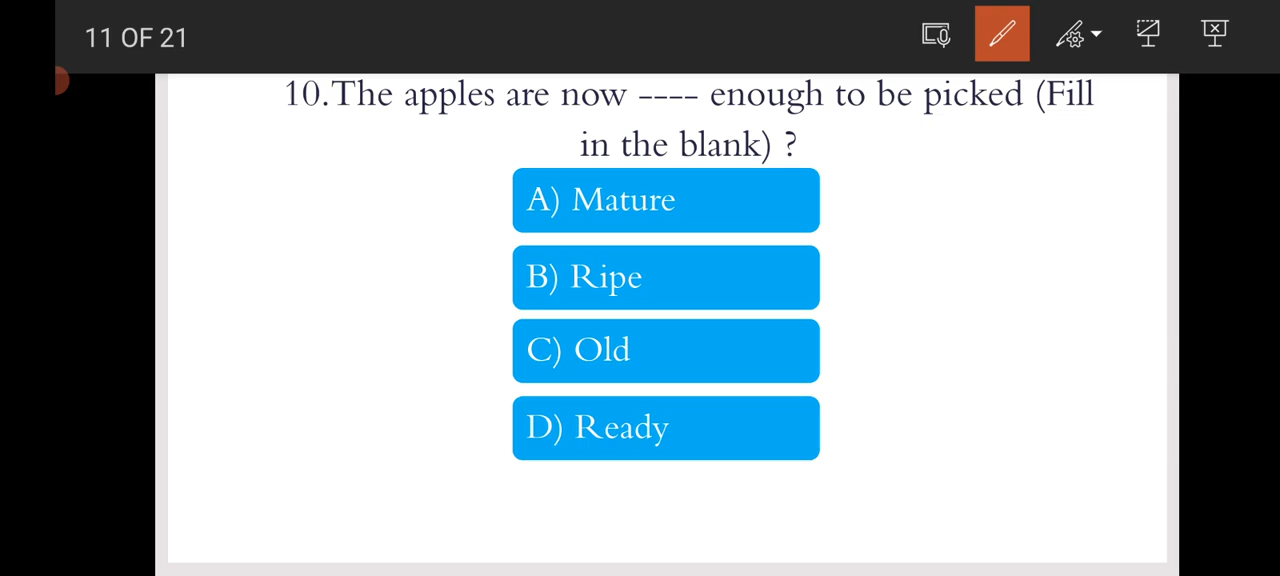 11 OF 21
10.The apples are now ---- enough to be picked (Fill
in the blank) ?
A) Mature
B) Ripe
C) Old
D) Ready